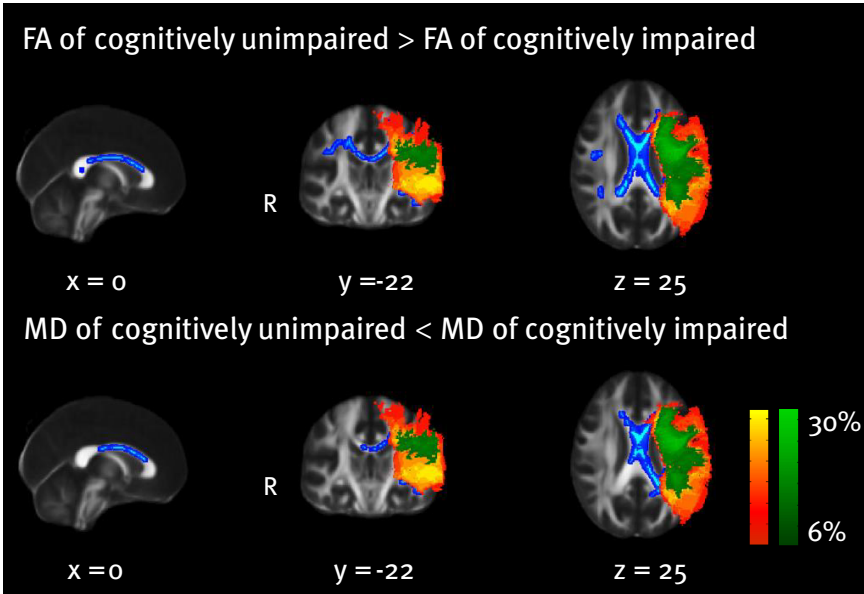 FA of cognitively unimpaired > FA of cognitively impaired
R
x = 0
y =-22
z = 25
MD of cognitively unimpaired < MD of cognitively impaired
30%
R
6%
x =0
y = -22
z = 25